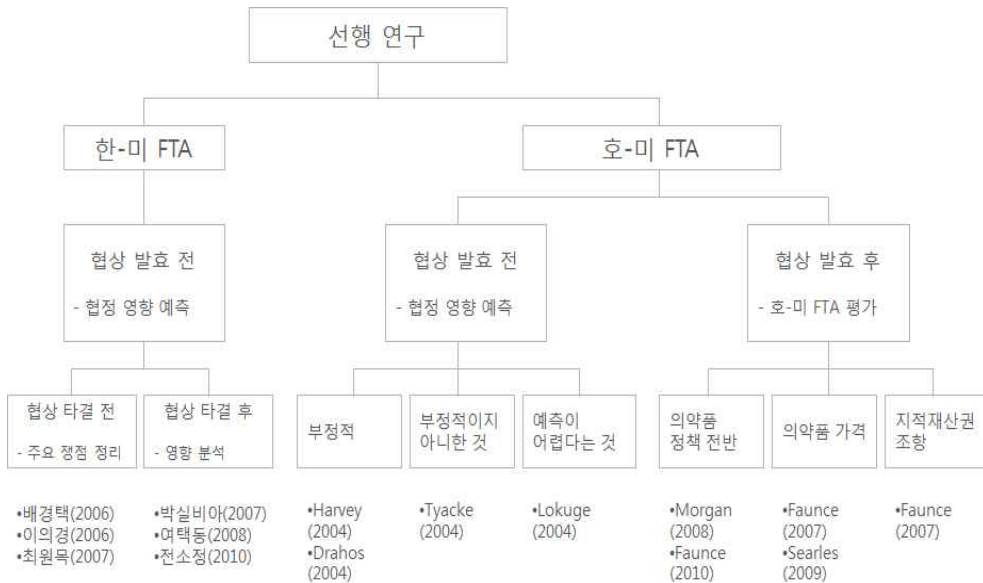 선행 연구
한-미 FTA
호-미 FTA
협상 발효 전
- 협정 영향 예측
협상 발효 전
- 협정 영향 예측
협상 발효 후
- 호-미 FTA 평가
협상 타결 전
- 주요 쟁점 정리
협상 타결 후
- 영향 분석
부정적
부정적이지
아니한 것
예측이
어렵다는 것
의약품
정책 전반
의약품 가격
지적재산권
조항
•배경택(2006)
•이의경(2006)
•최원목(2007)
•박실비아(2007)
•여택동(2008)
•전소정(2010)
•Harvey
(2004)
•Drahos
(2004)
•Tyacke
(2004)
•Lokuge
(2004)
•Morgan
(2008)
•Faunce
(2010)
•Faunce
(2007)
•Searles
(2009)
•Faunce
(2007)